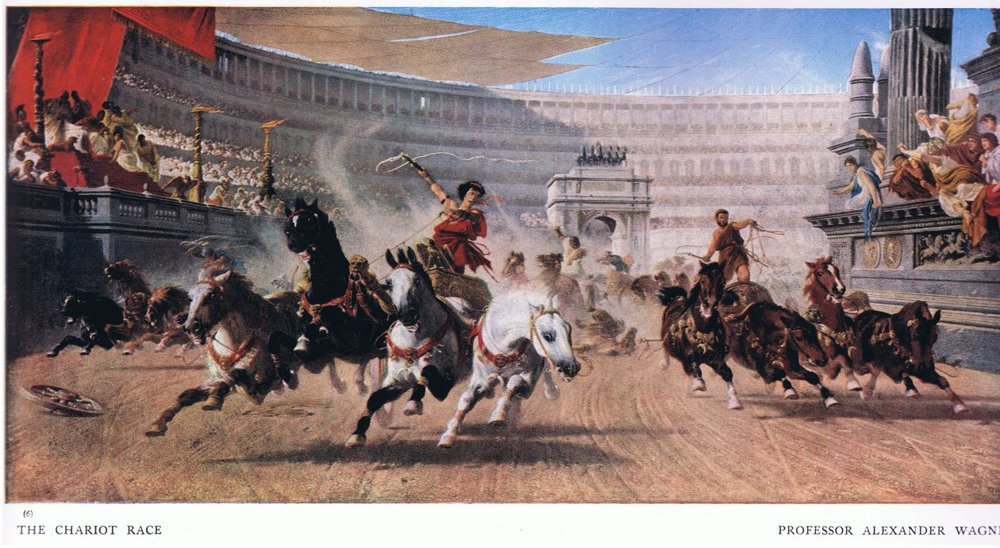 (6)
THE CHARIOT RACE
PROFESSOR ALEXANDER WAGN